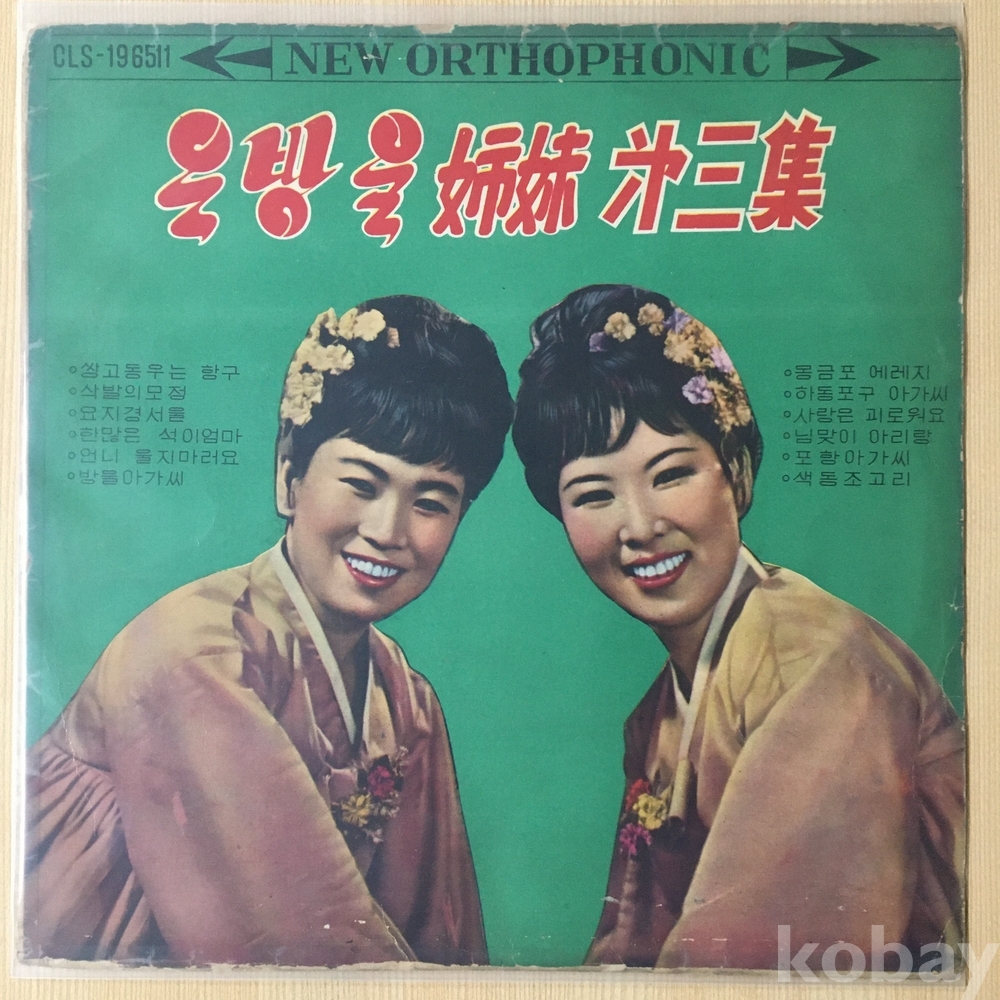 CLS-196511
NEW ORTHOPHONIC
은방울 姉妹 第三集
쌍고동우는 항구
삭발의모정
요지경서울
한많은 석이엄마
언니 울지마러요
방틀아가씨
몽금포 에레지
하동포구 아가씨
사랑은 괴로워요
님맞이 아리랑
포항아가씨
색동조고리
kobay